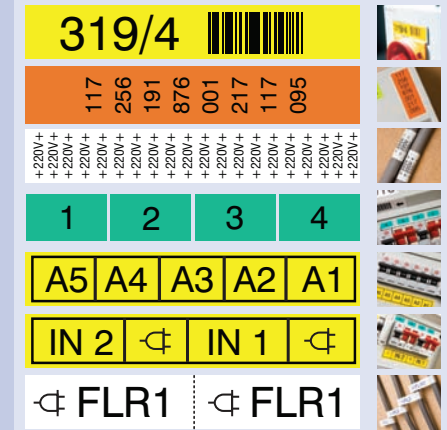 319/4
117 256 191 876 001 217 117 095
+220V+ +220V+ +220V+ +220V+ +220V+ +220V+ +220V+ +220V+ +220V+ +220V+ +220V+ +220V+
+220V+ +220V+ +220V+ +220V+ +220V+ +220V+ +220V+ +220V+ +220V+ +220V+ +220V+ +220V+
1 2 3 4
A5 A4 A3 A2 A1
IN 2 IN 1
FLR1 FLR1